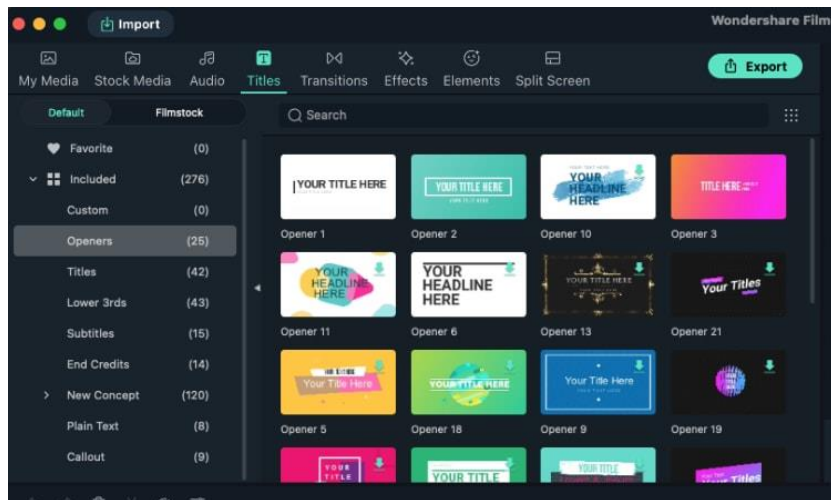 Import
Wondershare Film
My Media Stock Media Audio Titles Transitions Effects Elements Split Screen
Export
Default Filmstock
Search
Favorite (0)
Included (276)
Custom (0)
Openers (25)
Titles (42)
Lower 3rds (43)
Subtitles (15)
End Credits (14)
New Concept (120)
Plain Text (8)
Callout (9)
YOUR TITLE HERE
Opener 1
YOUR TITLE HERE
Opener 2
YOUR TEXT HERE
YOUR
HEADLINE
HERE
Opener 10
TITLE HERE
Opener 3
YOUR
HEADLINE
HERE
Opener 11
YOUR
HEADLINE
HERE
Opener 6
YOUR TITLE HERE
Opener 13
Your Titles
Opener 21
Your Title Here
Opener 5
YOUR TITLE HERE
Opener 18
Your Title Here
Opener 9
Opener 19
YOUR
TITLE
YOUR TITLE
YOUR TITLE
Your Titles